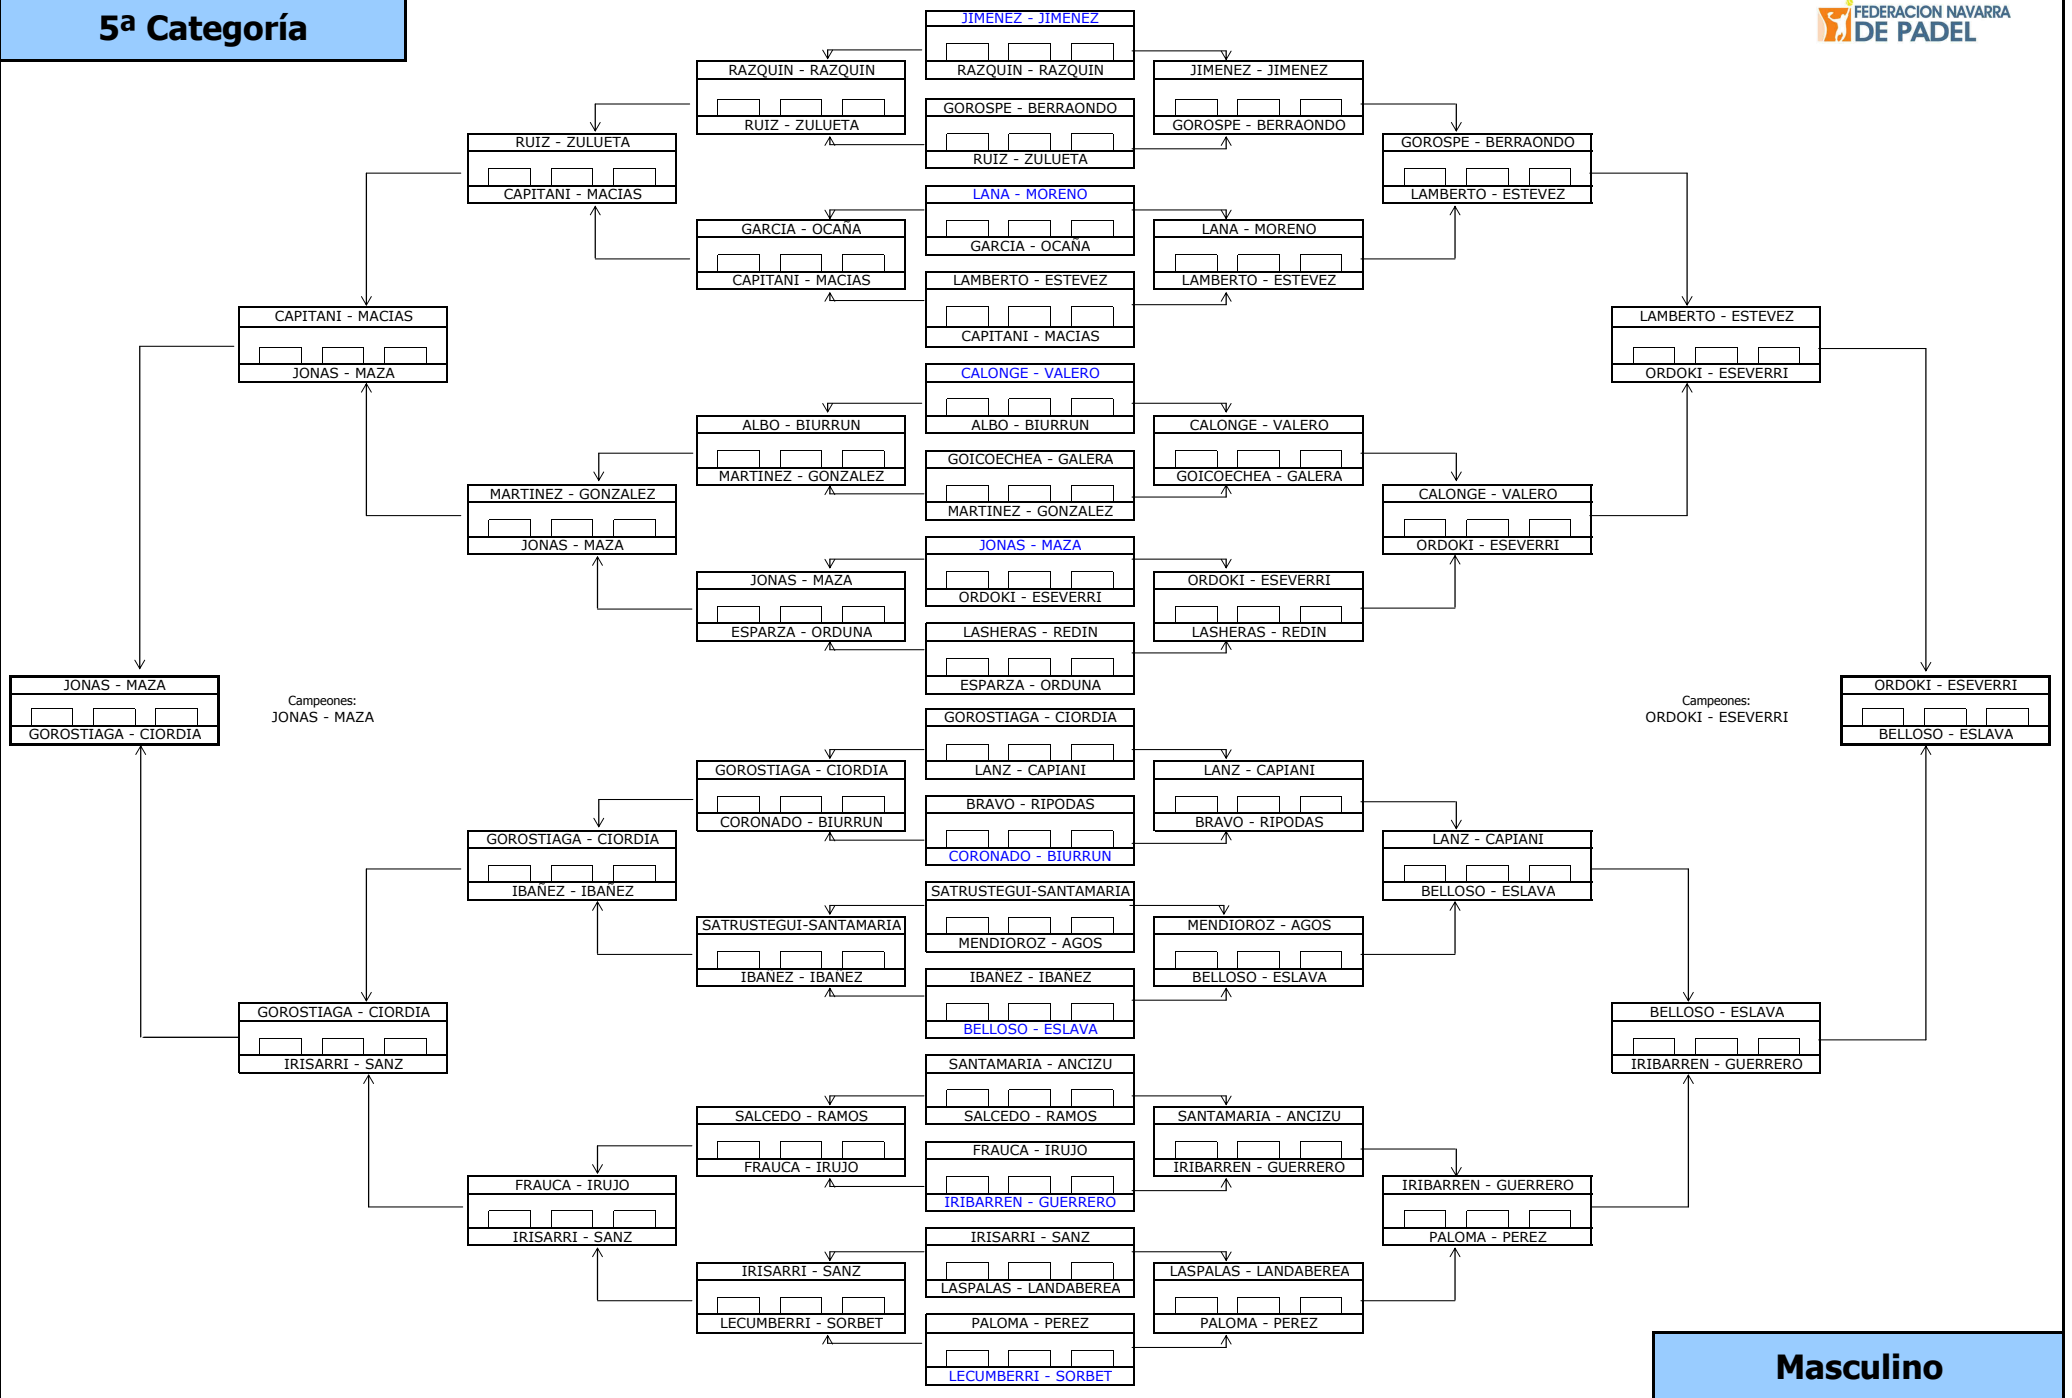 5ª Categoría
FEDERACION NAVARRA
DE PADEL
JIMENEZ - JIMENEZ
RAZQUIN - RAZQUIN
GOROSPE - BERRAONDO
RUIZ - ZULUETA
LANA - MORENO
GARCIA - OCAÑA
LAMBERTO - ESTEVEZ
CAPITANI - MACIAS
CALONGE - VALERO
ALBO - BIURRUN
GOICOECHEA - GALERA
MARTINEZ - GONZALEZ
JONAS - MAZA
ORDOKI - ESEVERRI
LASHERAS - REDIN
ESPARZA - ORDUNA
GOROSTIAGA - CIORDIA
LANZ - CAPIANI
BRAVO - RIPODAS
CORONADO - BIURRUN
SATRUSTEGUI-SANTAMARIA
MENDIOROZ - AGOS
IBAÑEZ - IBAÑEZ
BELLOSO - ESLAVA
SANTAMARIA - ANCIZU
SALCEDO - RAMOS
FRAUCA - IRUJO
IRIBARREN - GUERRERO
IRISARRI - SANZ
LASPALAS - LANDABEREA
PALOMA - PEREZ
LECUMBERRI - SORBET
RAZQUIN - RAZQUIN
RUIZ - ZULUETA
GARCIA - OCAÑA
CAPITANI - MACIAS
ALBO - BIURRUN
MARTINEZ - GONZALEZ
JONAS - MAZA
ESPARZA - ORDUNA
GOROSTIAGA - CIORDIA
CORONADO - BIURRUN
SATRUSTEGUI-SANTAMARIA
IBAÑEZ - IBAÑEZ
SALCEDO - RAMOS
FRAUCA - IRUJO
IRISARRI - SANZ
LECUMBERRI - SORBET
RUIZ - ZULUETA
CAPITANI - MACIAS
MARTINEZ - GONZALEZ
JONAS - MAZA
GOROSTIAGA - CIORDIA
IBAÑEZ - IBAÑEZ
FRAUCA - IRUJO
IRISARRI - SANZ
CAPITANI - MACIAS
JONAS - MAZA
GOROSTIAGA - CIORDIA
IRISARRI - SANZ
JONAS - MAZA
GOROSTIAGA - CIORDIA
Campeones:
JONAS - MAZA
JIMENEZ - JIMENEZ
GOROSPE - BERRAONDO
LANA - MORENO
LAMBERTO - ESTEVEZ
CALONGE - VALERO
GOICOECHEA - GALERA
ORDOKI - ESEVERRI
LASHERAS - REDIN
LANZ - CAPIANI
BRAVO - RIPODAS
MENDIOROZ - AGOS
BELLOSO - ESLAVA
SANTAMARIA - ANCIZU
IRIBARREN - GUERRERO
LASPALAS - LANDABEREA
PALOMA - PEREZ
GOROSPE - BERRAONDO
LAMBERTO - ESTEVEZ
CALONGE - VALERO
ORDOKI - ESEVERRI
LANZ - CAPIANI
BELLOSO - ESLAVA
IRIBARREN - GUERRERO
PALOMA - PEREZ
LAMBERTO - ESTEVEZ
ORDOKI - ESEVERRI
BELLOSO - ESLAVA
IRIBARREN - GUERRERO
Campeones:
ORDOKI - ESEVERRI
ORDOKI - ESEVERRI
BELLOSO - ESLAVA
Masculino